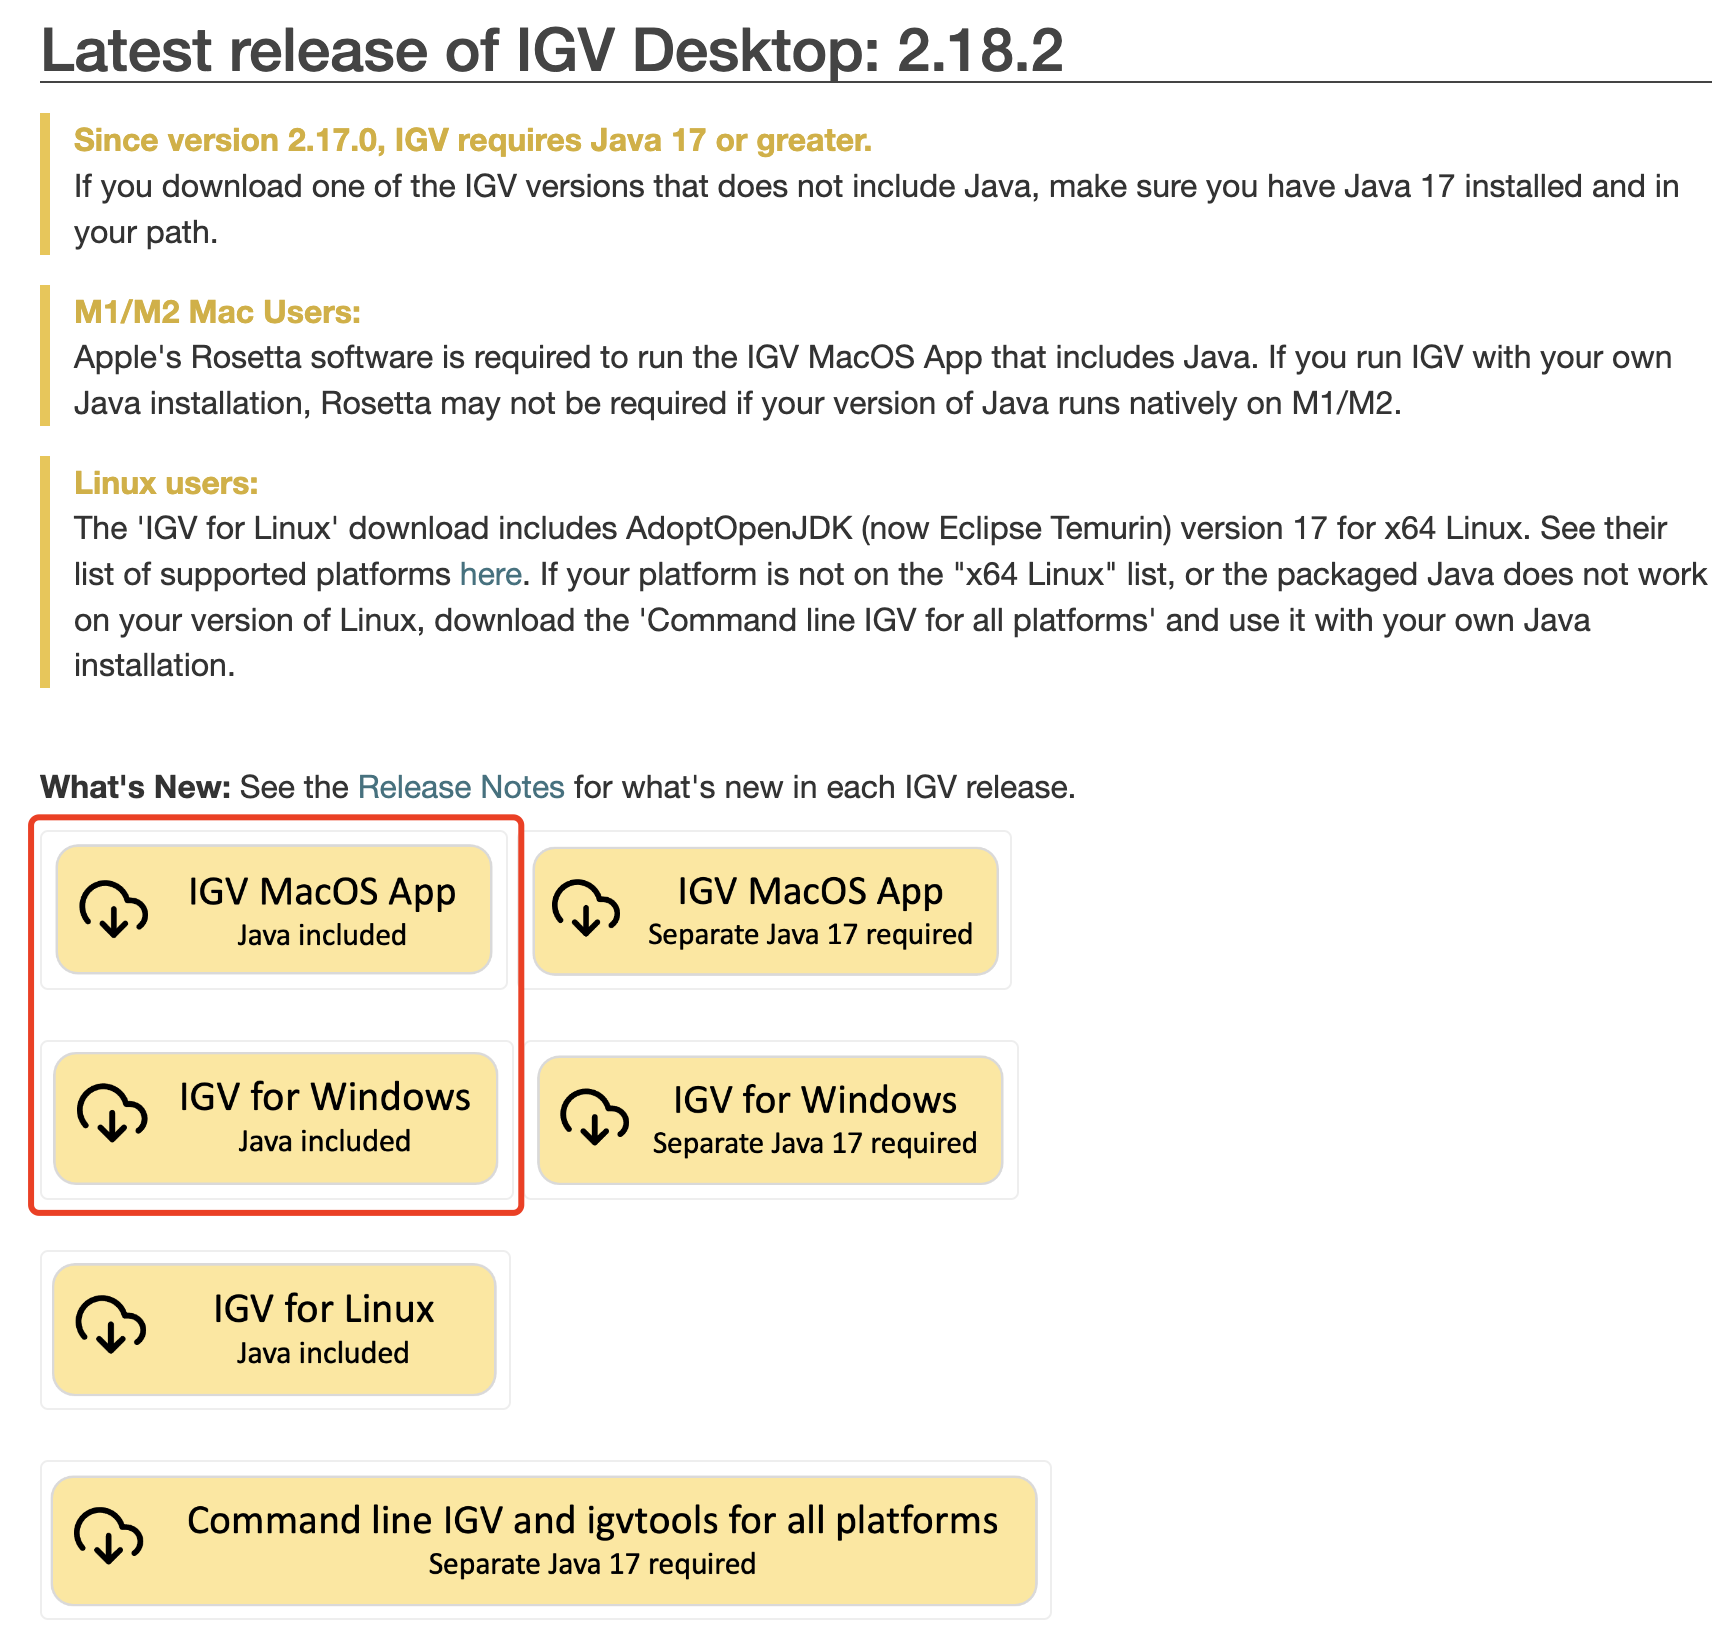 Latest release of IGV Desktop: 2.18.2
Since version 2.17.0, IGV requires Java 17 or greater.
If you download one of the IGV versions that does not include Java, make sure you have Java 17 installed and in
your path.
M1/M2 Mac Users:
Apple's Rosetta software is required to run the IGV MacOS App that includes Java. If you run IGV with your own
Java installation, Rosetta may not be required if your version of Java runs natively on M1/M2.
Linux users:
The 'IGV for Linux' download includes AdoptOpenJDK (now Eclipse Temurin) version 17 for x64 Linux. See their
list of supported platforms here. If your platform is not on the "x64 Linux" list, or the packaged Java does not work
on your version of Linux, download the 'Command line IGV for all platforms' and use it with your own Java
installation.
What's New: See the Release Notes for what's new in each IGV release.
IGV MacOS App
Java included
IGV MacOS App
Separate Java 17 required
IGV for Windows
Java included
IGV for Windows
Separate Java 17 required
IGV for Linux
Java included
Command line IGV and igvtools for all platforms
Separate Java 17 required